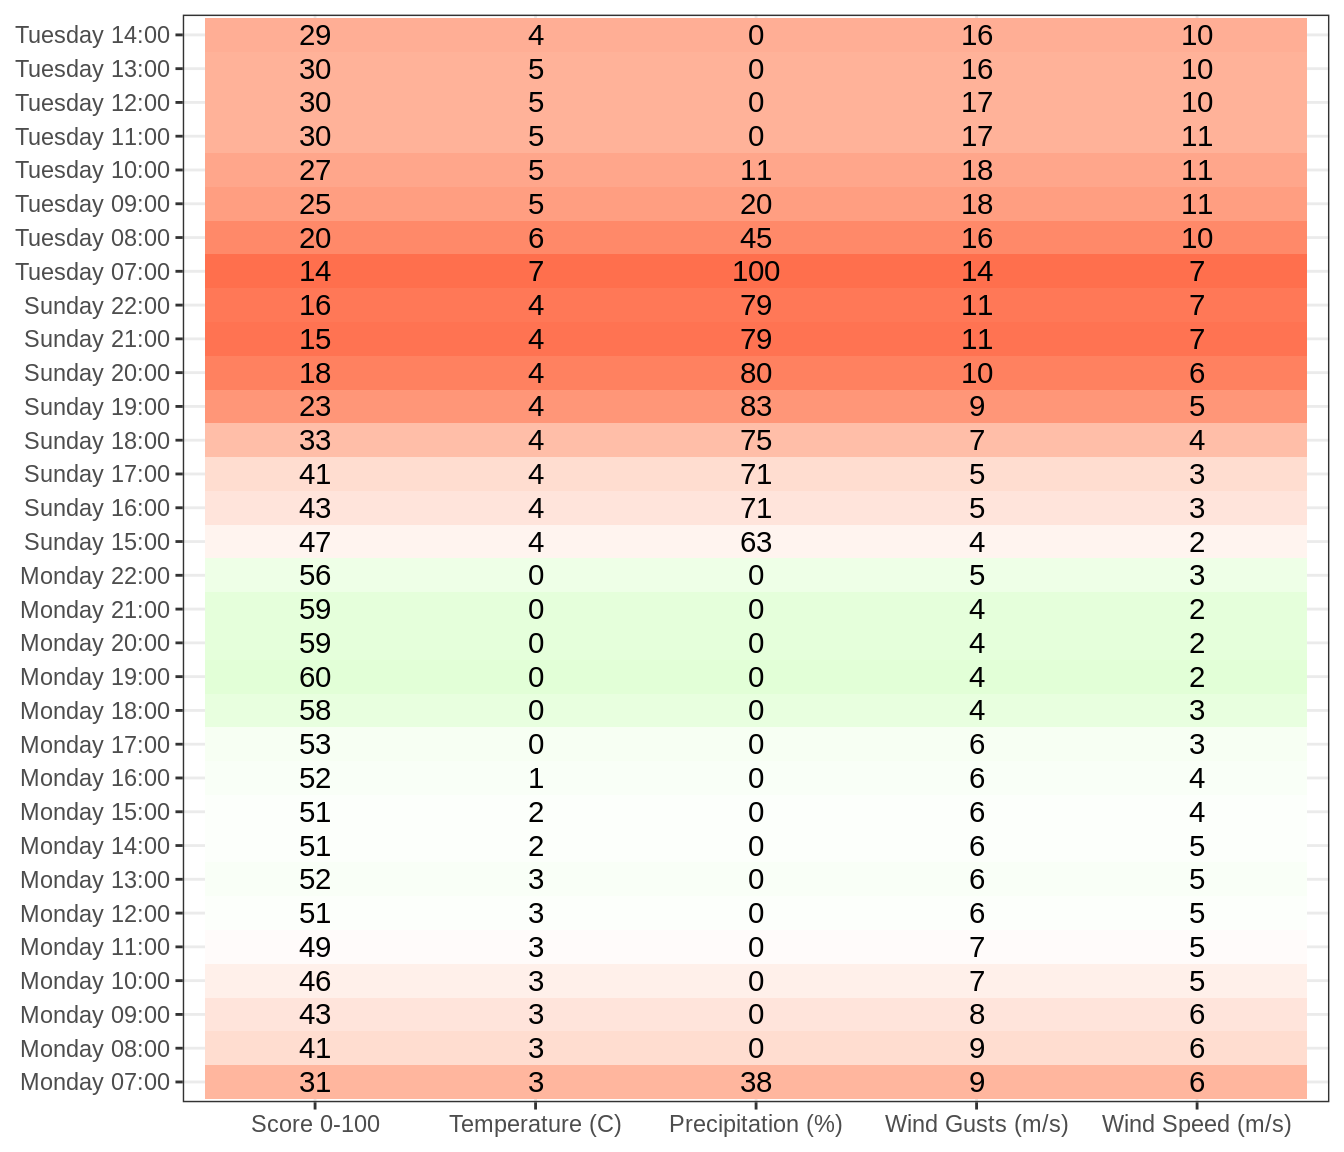 Tuesday 14:00 29 4 0 16 10
Tuesday 13:00 30 5 0 16 10
Tuesday 12:00 30 5 0 17 10
Tuesday 11:00 30 5 0 17 11
Tuesday 10:00 27 5 11 18 11
Tuesday 09:00 25 5 20 18 11
Tuesday 08:00 20 6 45 16 10
Tuesday 07:00 14 7 100 14 7
Sunday 22:00 16 4 79 11 7
Sunday 21:00 15 4 79 11 7
Sunday 20:00 18 4 80 10 6
Sunday 19:00 23 4 83 9 5
Sunday 18:00 33 4 75 7 4
Sunday 17:00 41 4 71 5 3
Sunday 16:00 43 4 71 5 3
Sunday 15:00 47 4 63 4 2
Monday 22:00 56 0 0 5 3
Monday 21:00 59 0 0 4 2
Monday 20:00 59 0 0 4 2
Monday 19:00 60 0 0 4 2
Monday 18:00 58 0 0 4 3
Monday 17:00 53 0 0 6 3
Monday 16:00 52 1 0 6 4
Monday 15:00 51 2 0 6 4
Monday 14:00 51 2 0 6 5
Monday 13:00 52 3 0 6 5
Monday 12:00 51 3 0 6 5
Monday 11:00 49 3 0 7 5
Monday 10:00 46 3 0 7 5
Monday 09:00 43 3 0 8 6
Monday 08:00 41 3 0 9 6
Monday 07:00 31 3 38 9 6
Score 0-100 Temperature (C) Precipitation (%) Wind Gusts (m/s) Wind Speed (m/s)